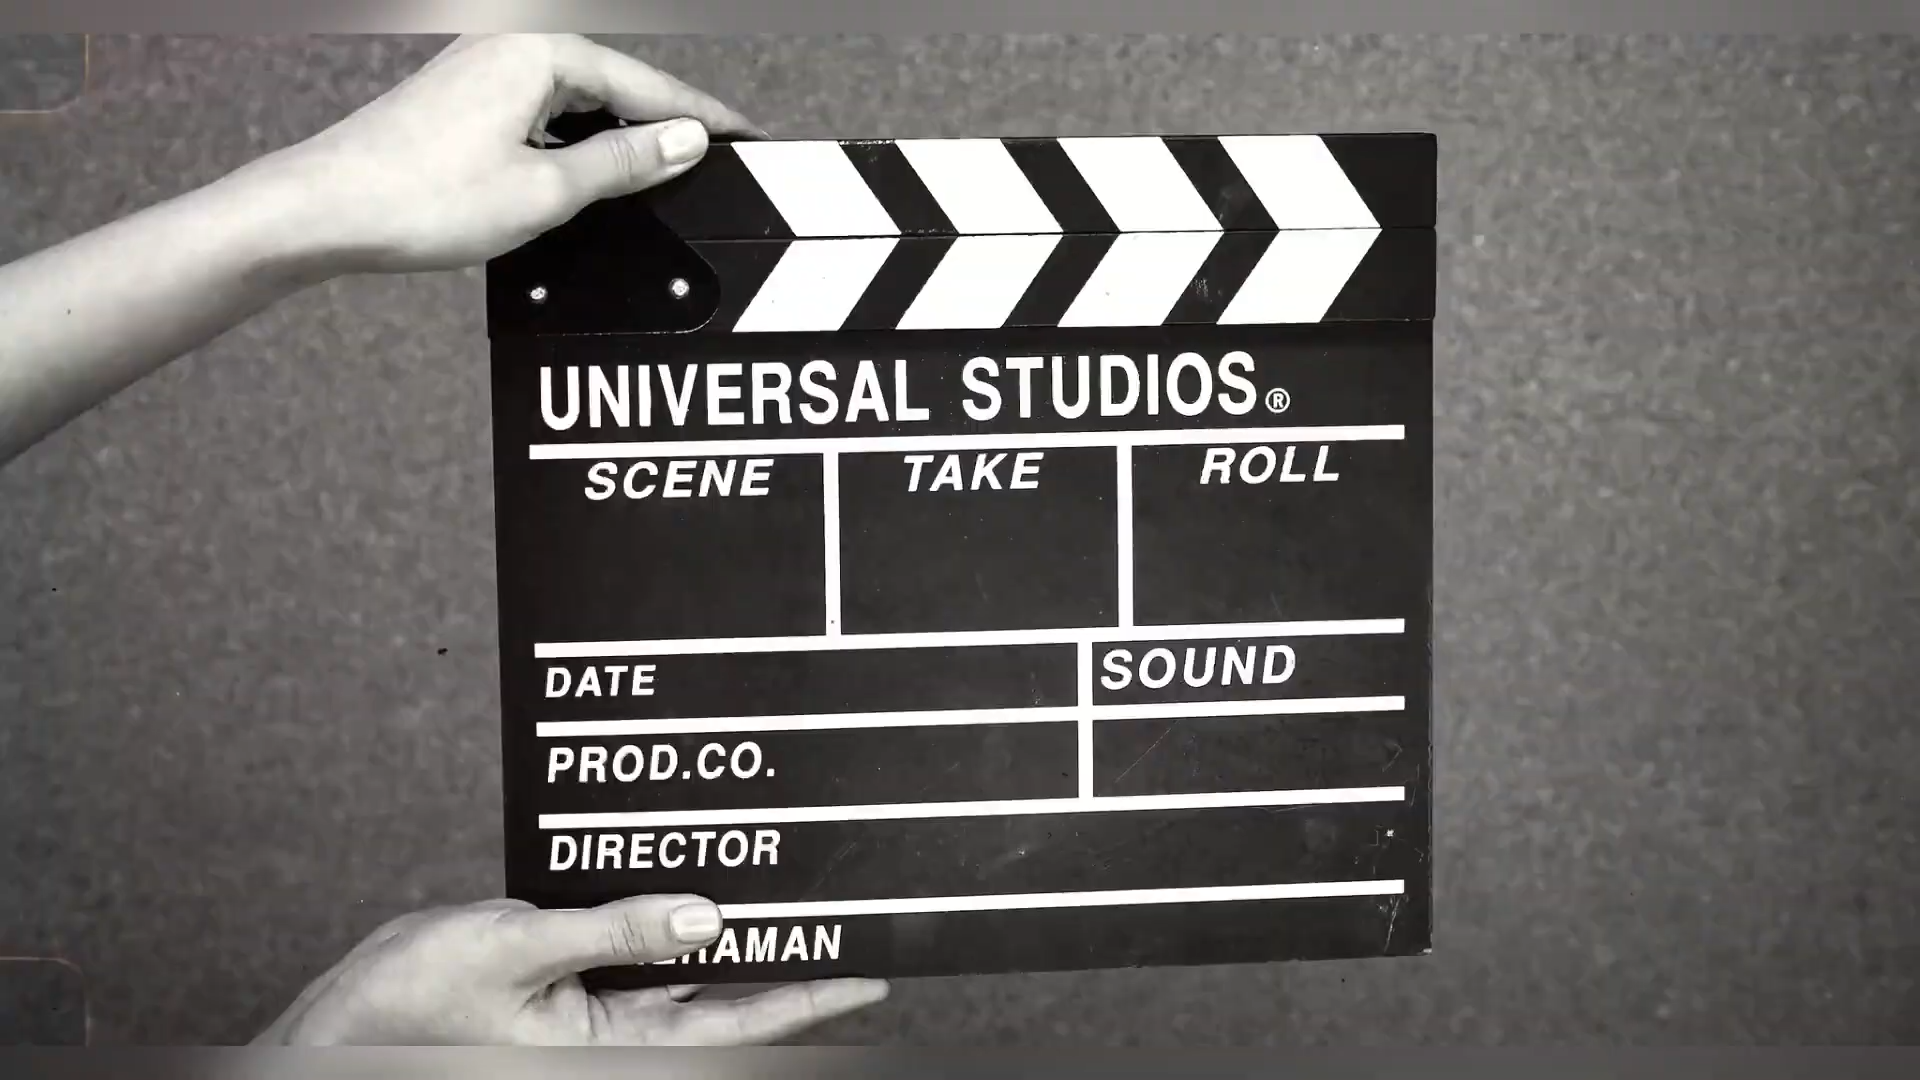 UNIVERSAL STUDIOS®
SCENE TAKE ROLL
DATE SOUND
PROD.CO.
DIRECTOR